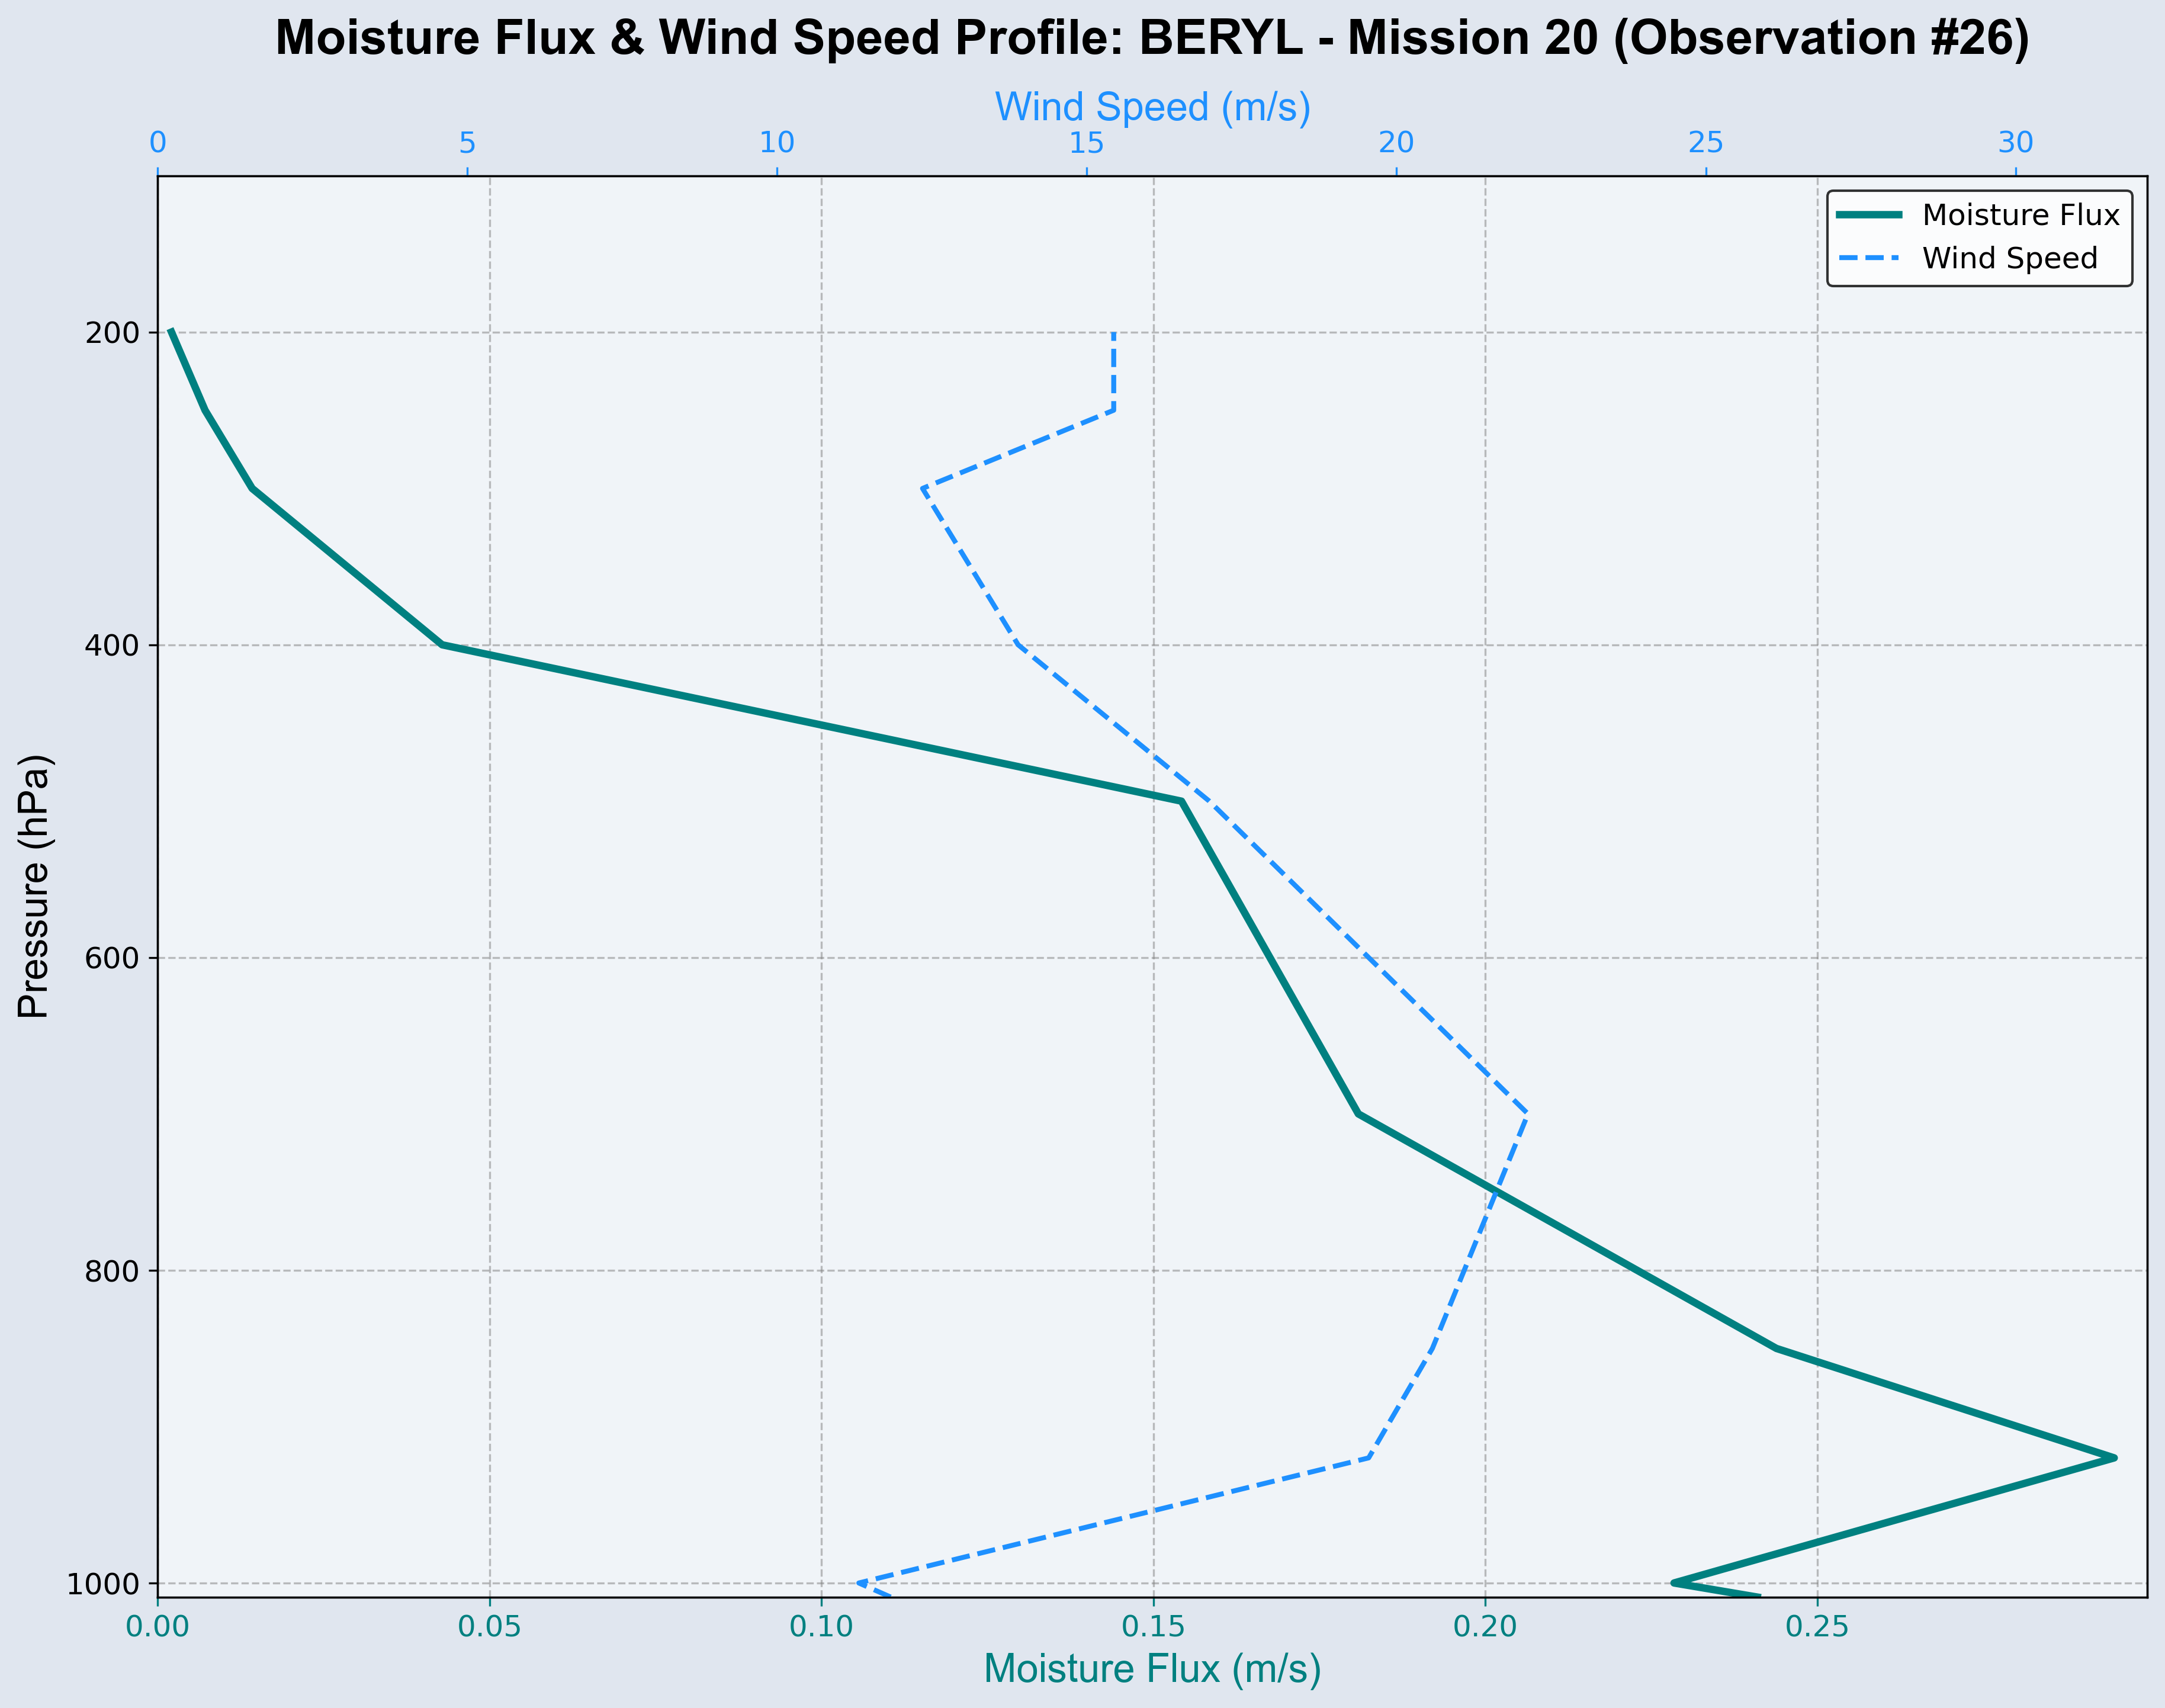 Moisture Flux & Wind Speed Profile: BERYL - Mission 20 (Observation #26)
Wind Speed (m/s)
0 5 10 15 20 25 30
Moisture Flux
Wind Speed
200
400
600
800
1000
Pressure (hPa)
0.00 0.05 0.10 0.15 0.20 0.25
Moisture Flux (m/s)